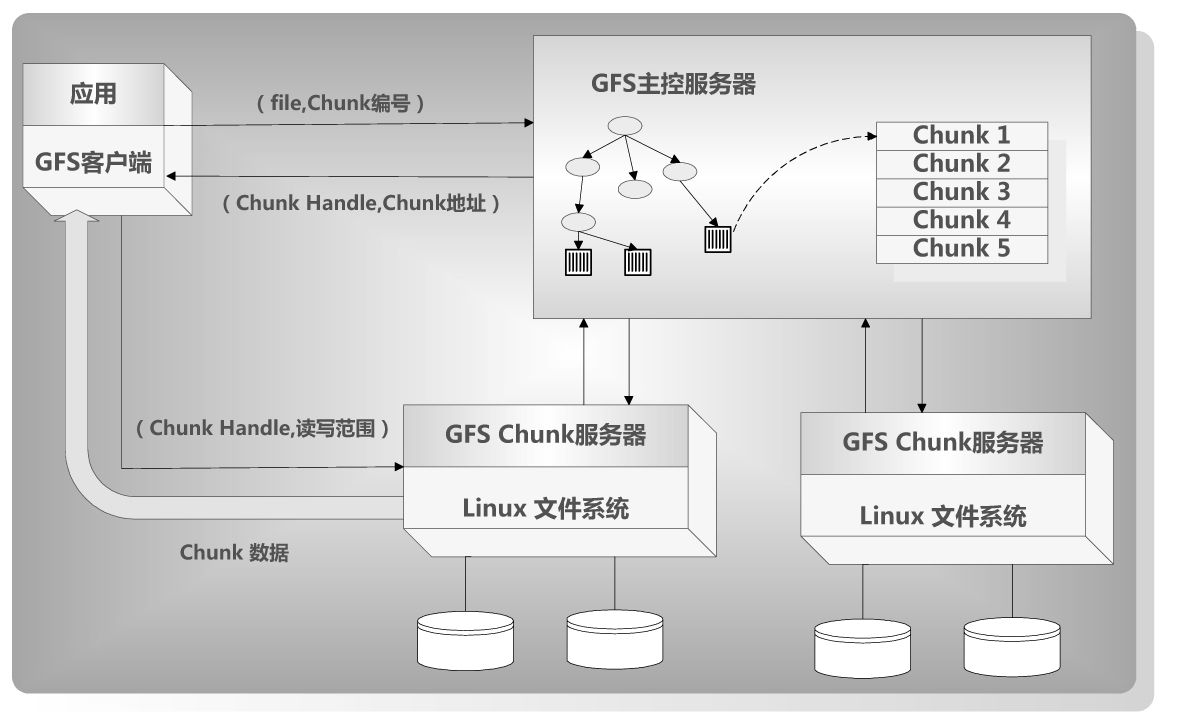 应用
GFS客户端
（file,Chunk编号）
（Chunk Handle,Chunk地址）
GFS主控服务器
Chunk 1
Chunk 2
Chunk 3
Chunk 4
Chunk 5
（Chunk Handle,读写范围）
GFS Chunk服务器
Linux 文件系统
GFS Chunk服务器
Linux 文件系统
Chunk 数据